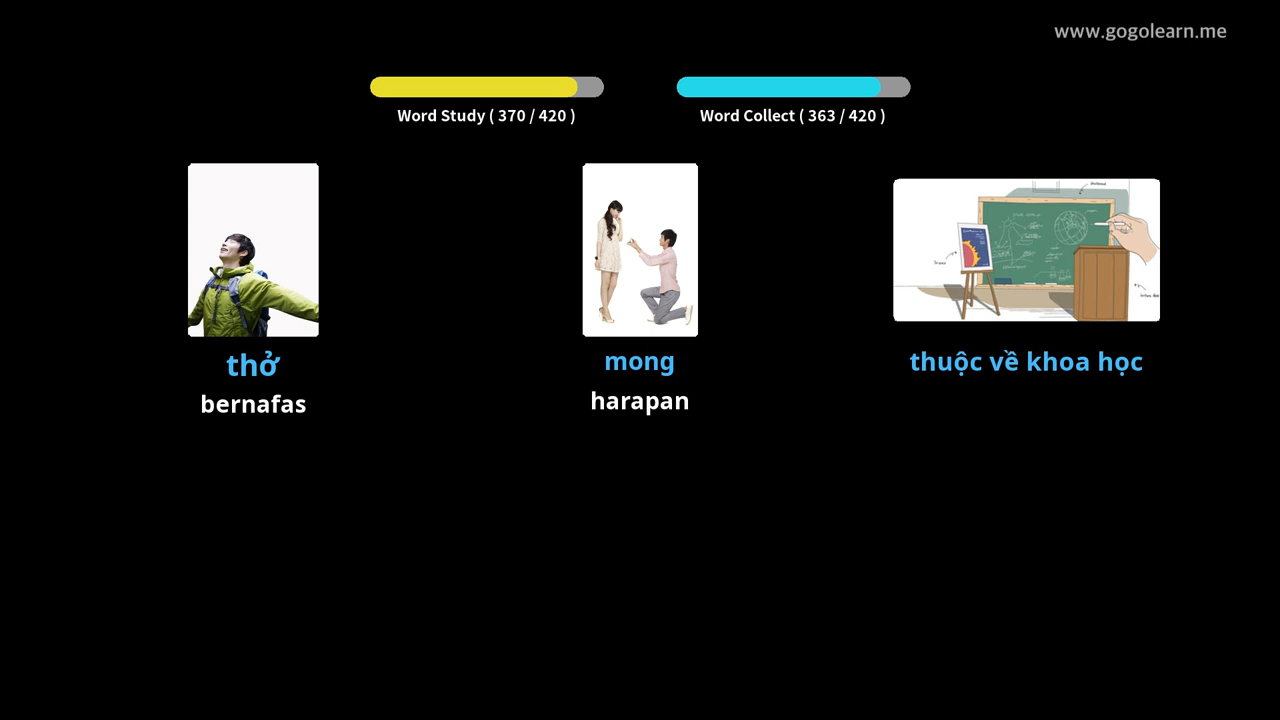 www.gogolearn.me
Word Study ( 370 / 420 )
Word Collect ( 363 / 420 )
thở
bernafas
mong
harapan
thuộc về khoa học